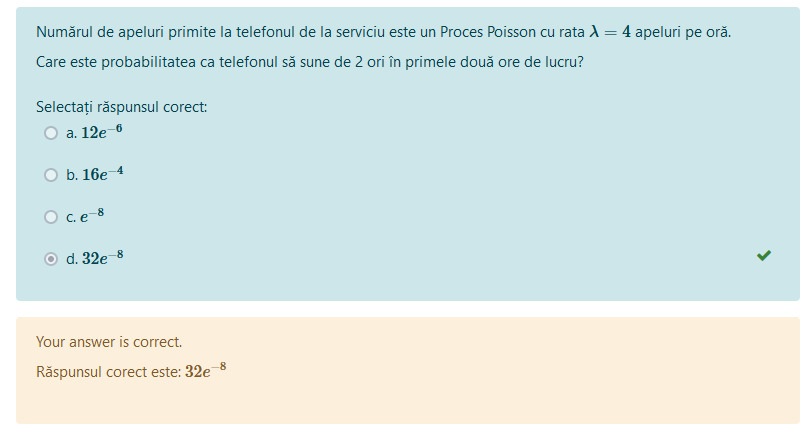 Numărul de apeluri primite la telefonul de la serviciu este un Proces Poisson cu rata λ = 4 apeluri pe oră.
Care este probabilitatea ca telefonul să sune de 2 ori în primele două ore de lucru?
Selectați răspunsul corect:
a. 12e⁻⁶
b. 16e⁻⁴
c. e⁻⁸
d. 32e⁻⁸
Your answer is correct.
Răspunsul corect este: 32e⁻⁸